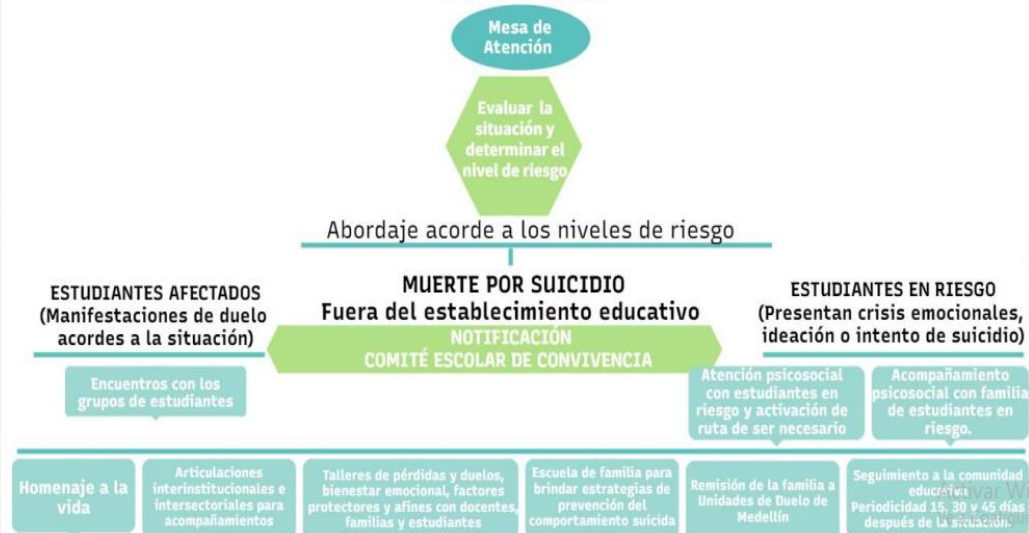 Mesa de
Atención
Evaluar la
situación y
determinar el
nivel de riesgo
Abordaje acorde a los niveles de riesgo
ESTUDIANTES AFECTADOS
(Manifestaciones de duelo
acordes a la situación)
MUERTE POR SUICIDIO
Fuera del establecimiento educativo
NOTIFICACIÓN
COMITÉ ESCOLAR DE CONVIVENCIA
ESTUDIANTES EN RIESGO
(Presentan crisis emocionales,
ideación o intento de suicidio)
Encuentros con los
grupos de estudiantes
Atención psicosocial
con estudiantes en
riesgo y activación de
ruta de ser necesario
Acompañamiento
psicosocial con familia
de estudiantes en
riesgo.
Homenaje a la
vida
Articulaciones
interinstitucionales e
intersectoriales para
acompañamientos
Talleres de pérdidas y duelos,
bienestar emocional, factores
protectores y afines con docentes,
familias y estudiantes
Escuela de familia para
brindar estrategias de
prevención del
comportamiento suicida
Remisión de la familia a
Unidades de Duelo de
Medellín
Seguimiento a la comunidad
educativa
Periodicidad 15, 30 y 45 días
después de la situación.